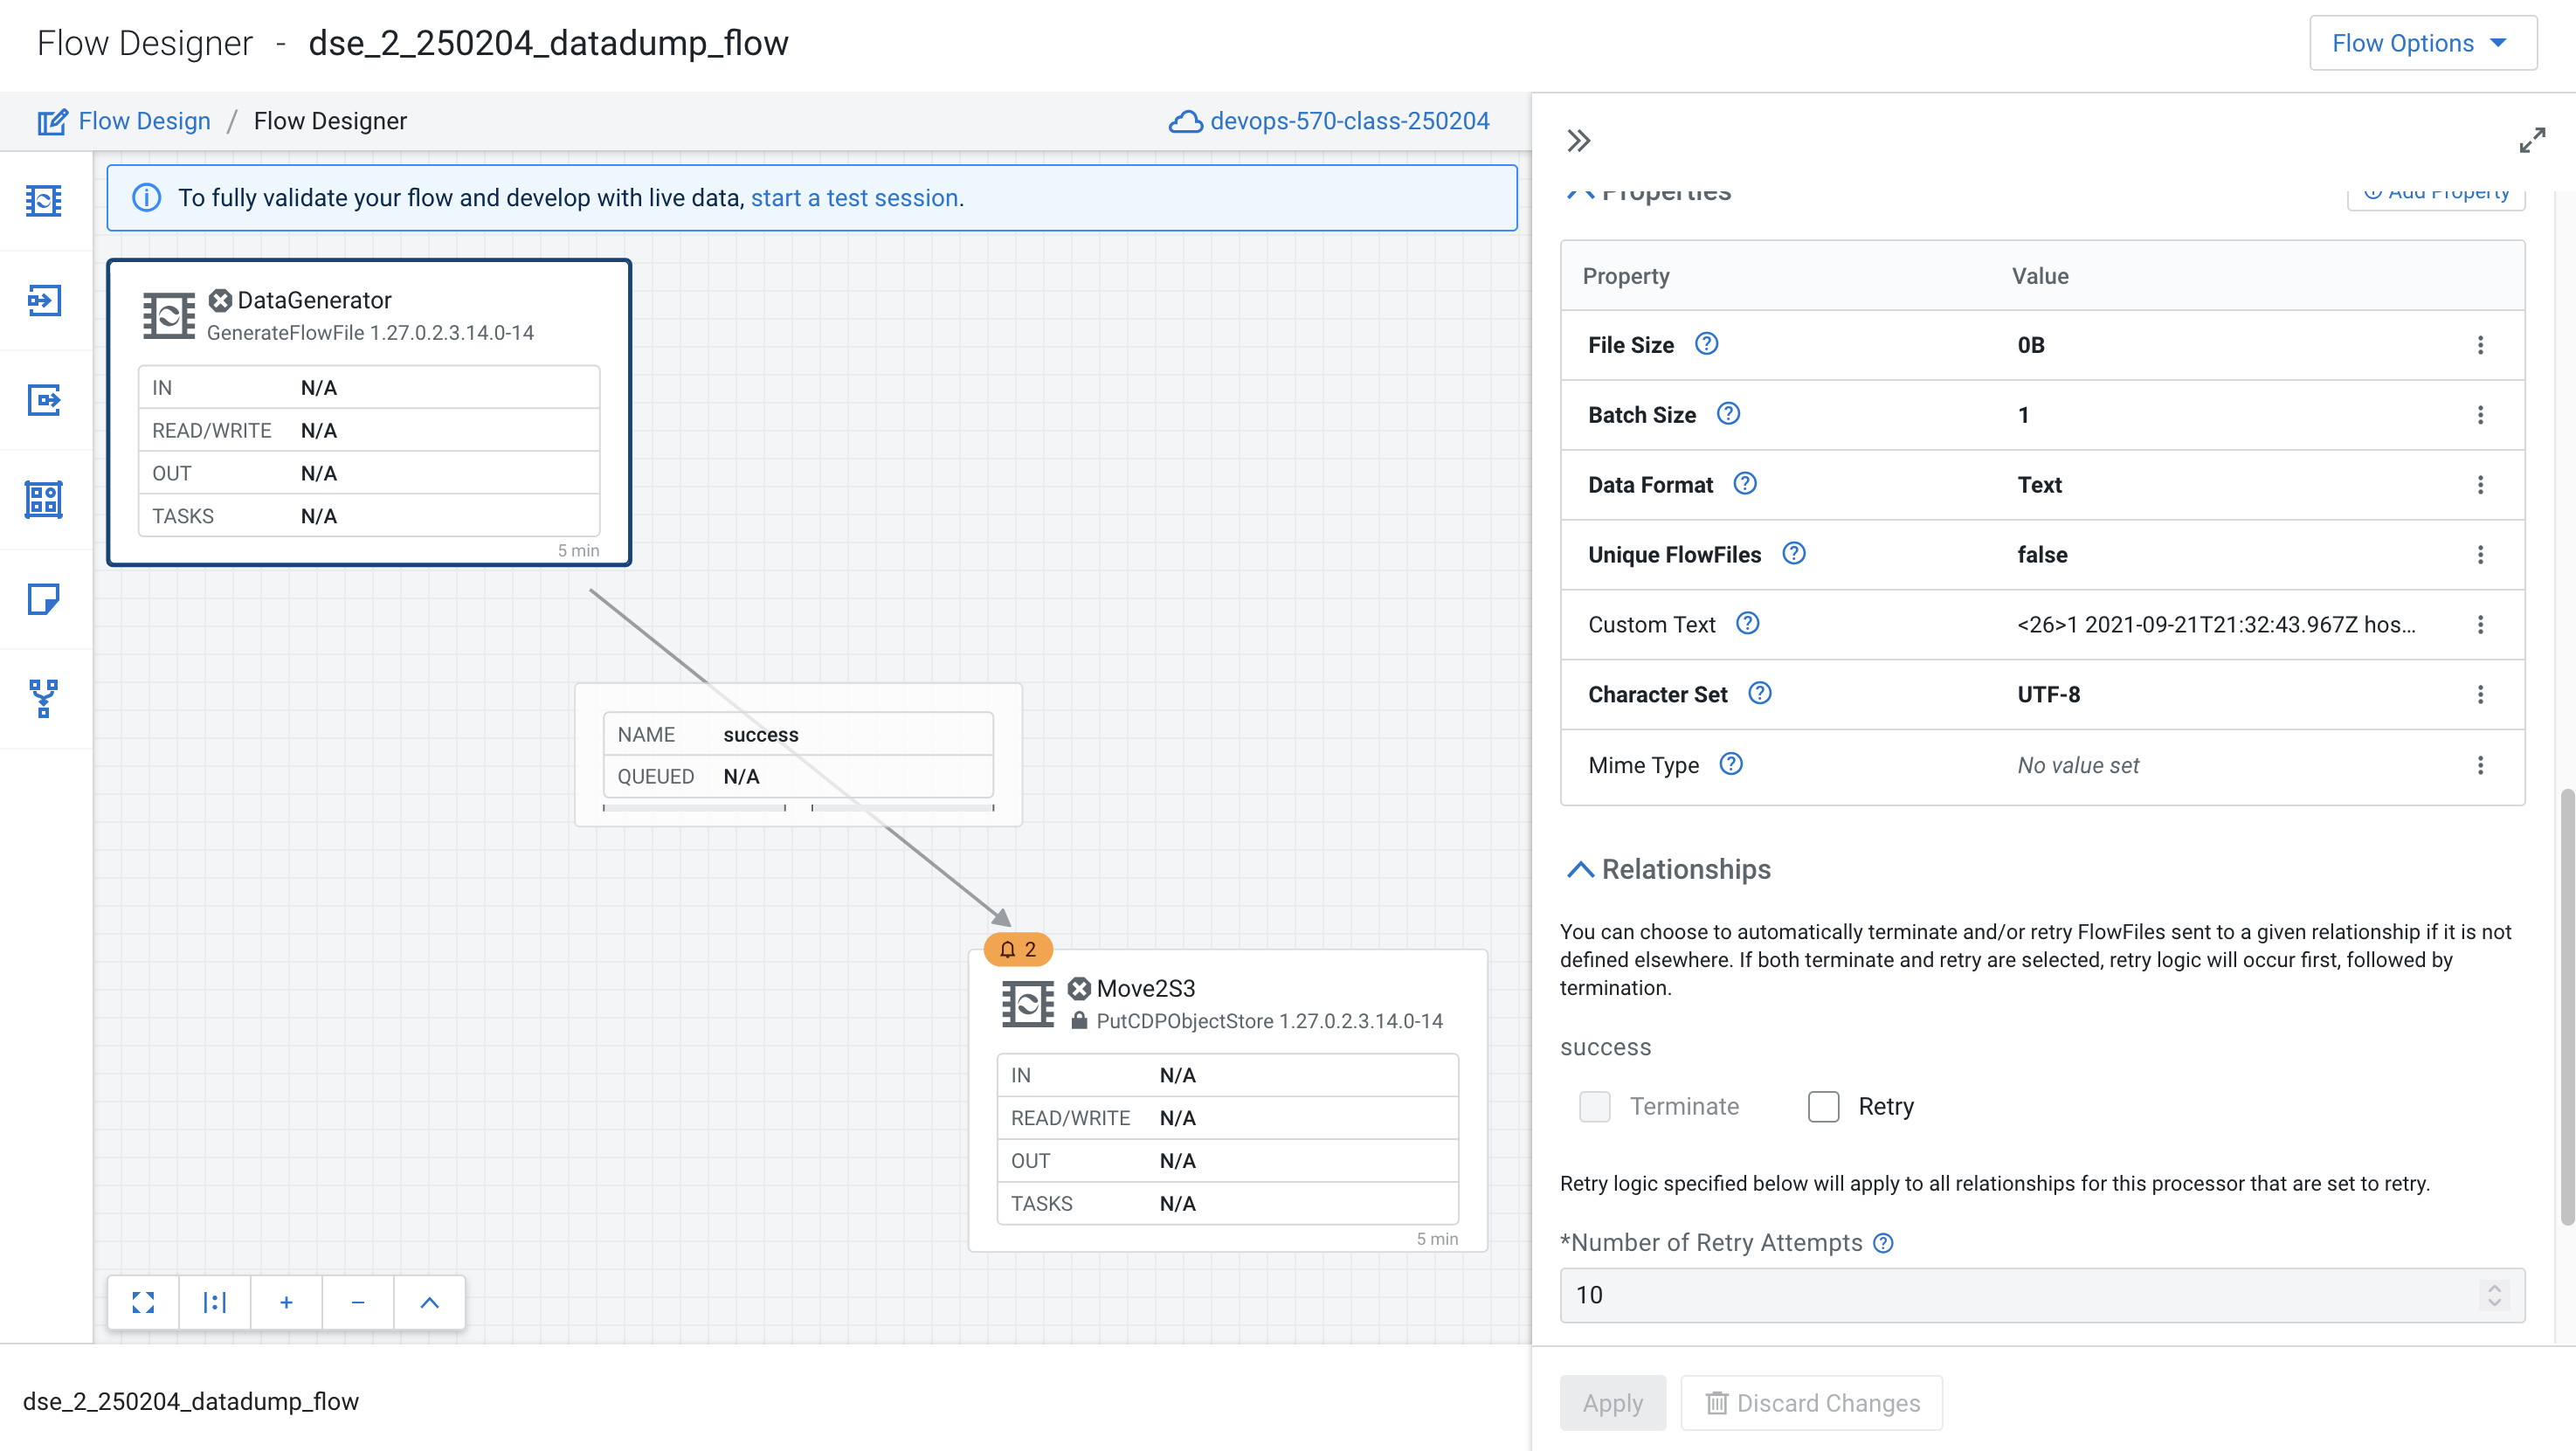 Flow Designer - dse_2_250204_datadump_flow
Flow Options
Flow Design / Flow Designer
devops-570-class-250204
To fully validate your flow and develop with live data, start a test session.
DataGenerator
GenerateFlowFile 1.27.0.2.3.14.0-14
IN N/A
READ/WRITE N/A
OUT N/A
TASKS N/A
5 min
NAME success
QUEUED N/A
2
Move2S3
PutCDPObjectStore 1.27.0.2.3.14.0-14
IN N/A
READ/WRITE N/A
OUT N/A
TASKS N/A
5 min
dse_2_250204_datadump_flow
Properties
Add Property
Property Value
File Size 0B
Batch Size 1
Data Format Text
Unique FlowFiles false
Custom Text <26>1 2021-09-21T21:32:43.967Z hos...
Character Set UTF-8
Mime Type No value set
Relationships
You can choose to automatically terminate and/or retry FlowFiles sent to a given relationship if it is not
defined elsewhere. If both terminate and retry are selected, retry logic will occur first, followed by
termination.
success
Terminate Retry
Retry logic specified below will apply to all relationships for this processor that are set to retry.
*Number of Retry Attempts
10
Apply Discard Changes